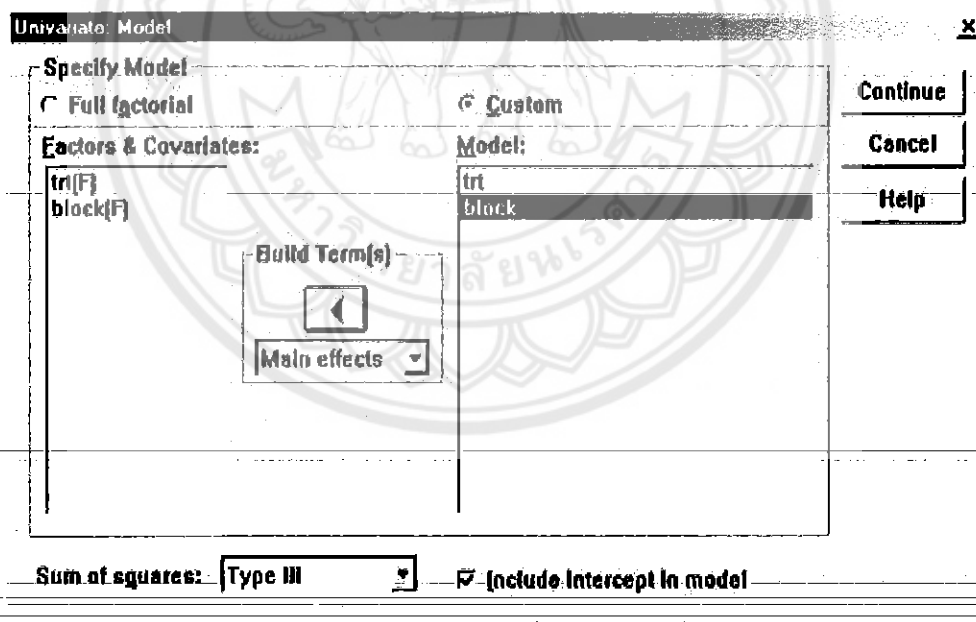 Univariate: Model
Specify Model
Full factorial
Custom
Factors & Covariates:
Model:
trt(F)
block(F)
trt
block
Build Term(s)
Main effects
Continue
Cancel
Help
Sum of squares: Type III
Include intercept in model